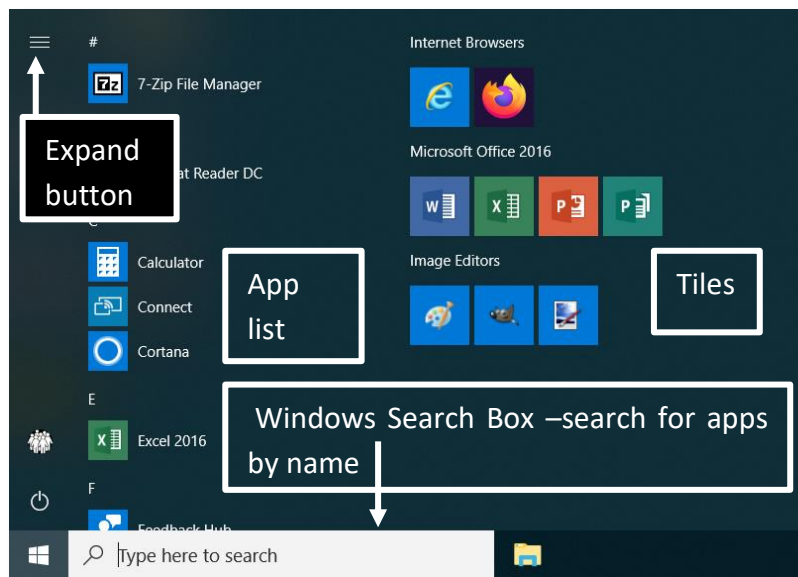 #
7z
7-Zip File Manager
Expand
button
at Reader DC
Calculator
Connect
Cortana
E
X
Excel 2016
F
Feedback Hub
Internet Browsers
Microsoft Office 2016
W
X
P
P
Image Editors
App
list
Tiles
Windows Search Box –search for apps
by name
Type here to search